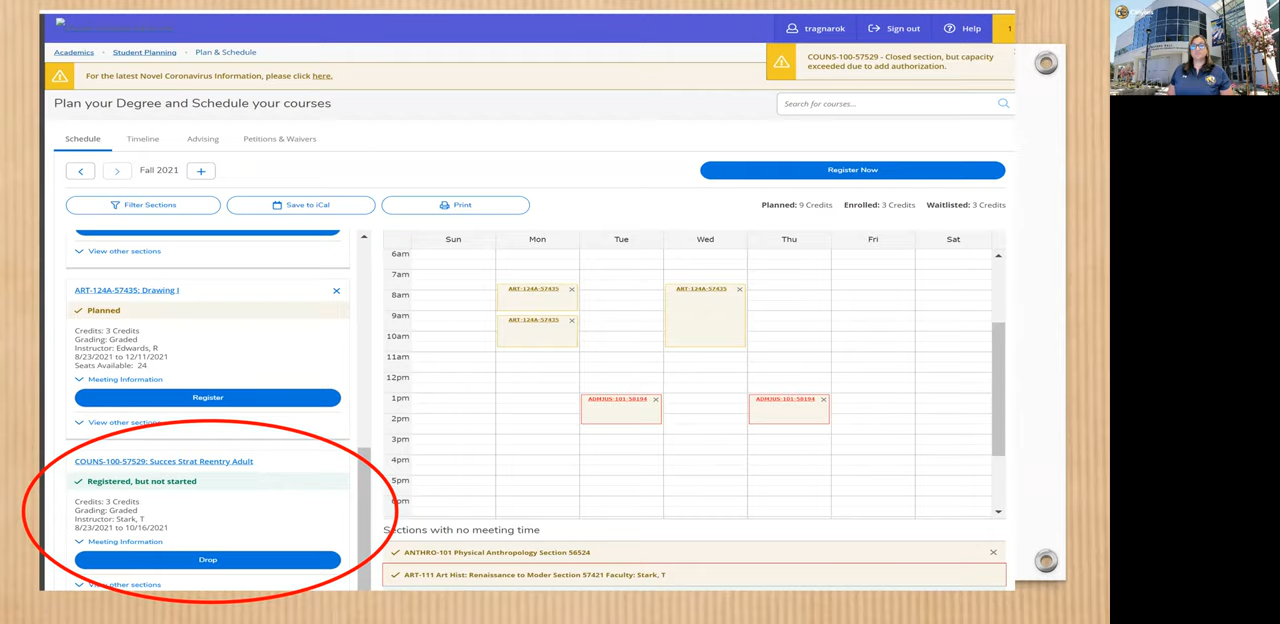 tragnarok
Sign out
Help
1
Academics
Student Planning
Plan & Schedule
COUNS-100-57529 - Closed section, but capacity
exceeded due to add authorization.
For the latest Novel Coronavirus Information, please click here.
Plan your Degree and Schedule your courses
Search for courses...
Schedule
Timeline
Advising
Petitions & Waivers
Fall 2021
Register Now
Filter Sections
Save to iCal
Print
Planned: 9 Credits Enrolled: 3 Credits Waitlisted: 3 Credits
View other sections
ART-124A-57435: Drawing I
Planned
Credits: 3 Credits
Grading: Graded
Instructor: Edwards, R
8/23/2021 to 12/11/2021
Seats Available: 24
Meeting Information
Register
View other sections
COUNS-100-57529: Succes Strat Reentry Adult
Registered, but not started
Credits: 3 Credits
Grading: Graded
Instructor: Stark, T
8/23/2021 to 10/16/2021
Meeting Information
Drop
View other sections
Sun Mon Tue Wed Thu Fri Sat
6am
7am
8am
9am
10am
11am
12pm
1pm
2pm
3pm
4pm
5pm
6pm
ART-124A-57435
ART-124A-57435
ART-124A-57435
ADMJUS-101-58194
ADMJUS-101-58194
Sections with no meeting time
ANTHRO-101 Physical Anthropology Section 56524
ART-111 Art Hist: Renaissance to Moder Section 57421 Faculty: Stark, T